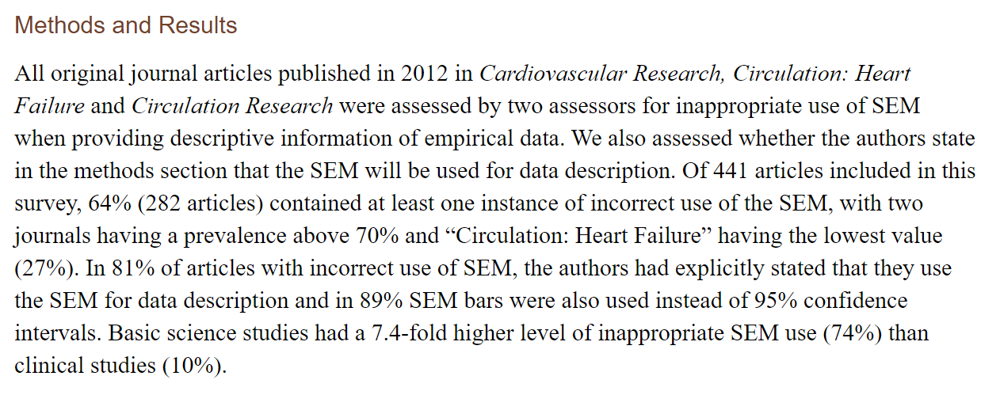 Methods and Results
All original journal articles published in 2012 in Cardiovascular Research, Circulation: Heart
Failure and Circulation Research were assessed by two assessors for inappropriate use of SEM
when providing descriptive information of empirical data. We also assessed whether the authors state
in the methods section that the SEM will be used for data description. Of 441 articles included in this
survey, 64% (282 articles) contained at least one instance of incorrect use of the SEM, with two
journals having a prevalence above 70% and “Circulation: Heart Failure” having the lowest value
(27%). In 81% of articles with incorrect use of SEM, the authors had explicitly stated that they use
the SEM for data description and in 89% SEM bars were also used instead of 95% confidence
intervals. Basic science studies had a 7.4-fold higher level of inappropriate SEM use (74%) than
clinical studies (10%).